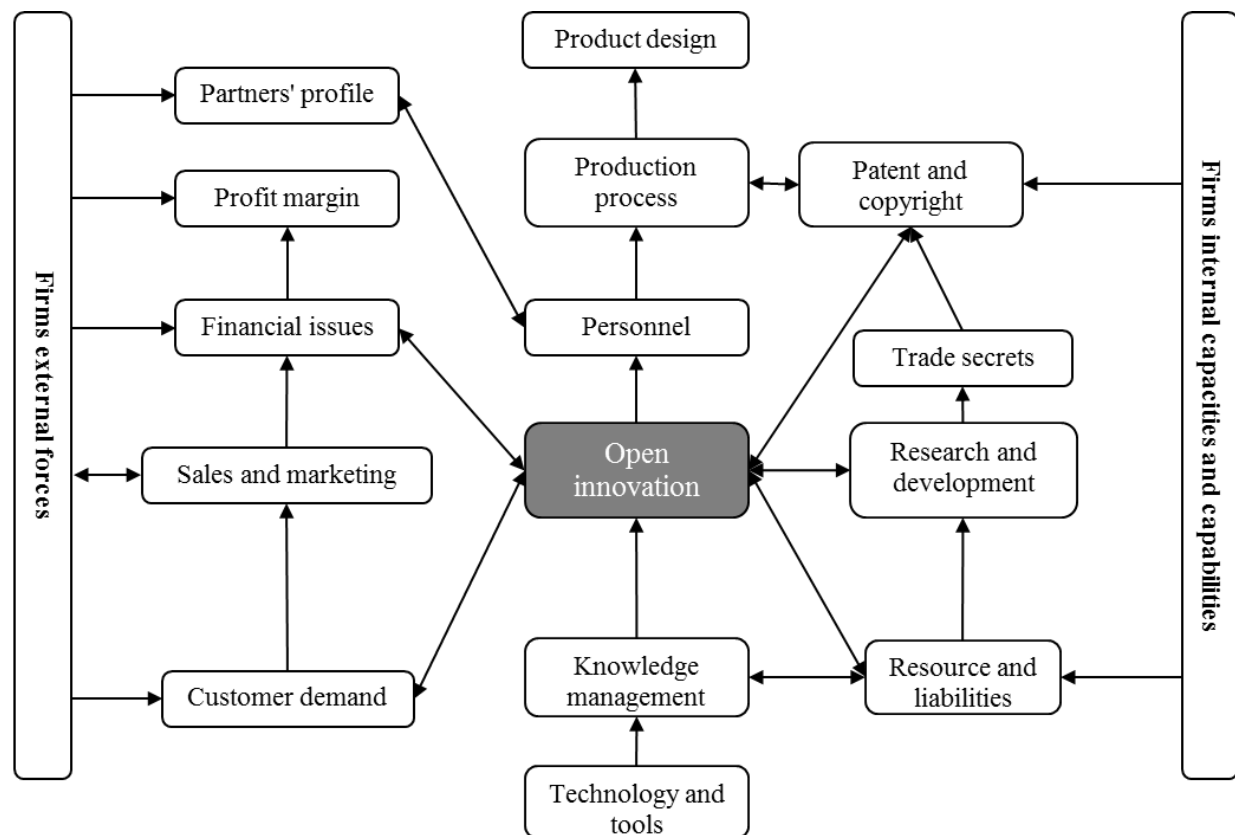 Firms external forces
Partners' profile
Profit margin
Financial issues
Sales and marketing
Customer demand
Product design
Production
process
Personnel
Open
innovation
Knowledge
management
Technology and
tools
Patent and
copyright
Trade secrets
Research and
development
Resource and
liabilities
Firms internal capacities and capabilities